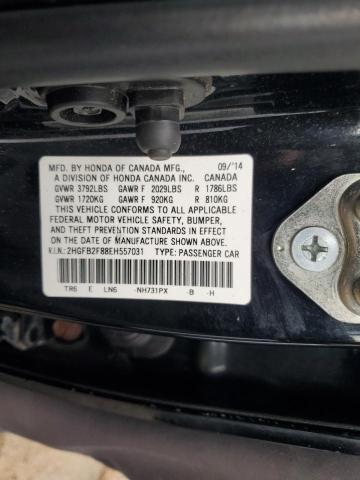 MFD BY HONDA OF CANADA MFG., 09/'14
A DIVISION OF HONDA CANADA INC. CANADA
GVWR 3792LBS GAWR F 2029LBS R 1786LBS
GVWR 1720KG GAWR F 920KG R 810KG
THIS VEHICLE CONFORMS TO ALL APPLICABLE
FEDERAL MOTOR VEHICLE SAFETY, BUMPER,
AND THEFT PREVENTION STANDARDS IN EFFECT
ON THE DATE OF MANUFACTURE SHOWN ABOVE.
V.I.N.: 2HGFB2F88EH557031 TYPE: PASSENGER CAR
TR6 E LN6 -NH731PX -B -H